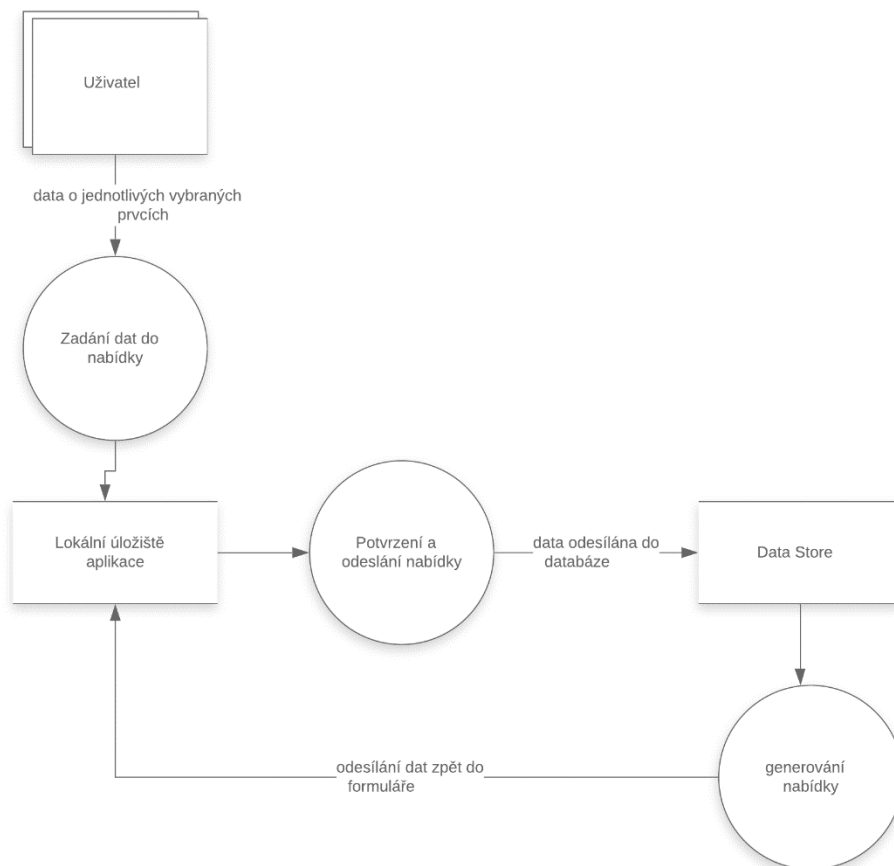 Uživatel
data o jednotlivých vybraných
prvcích
Zadání dat do
nabídky
Lokální úložiště
aplikace
Potvrzení a
odeslání nabídky
data odesílána do
databáze
Data Store
odesílání dat zpět do
formuláře
generování
nabídky